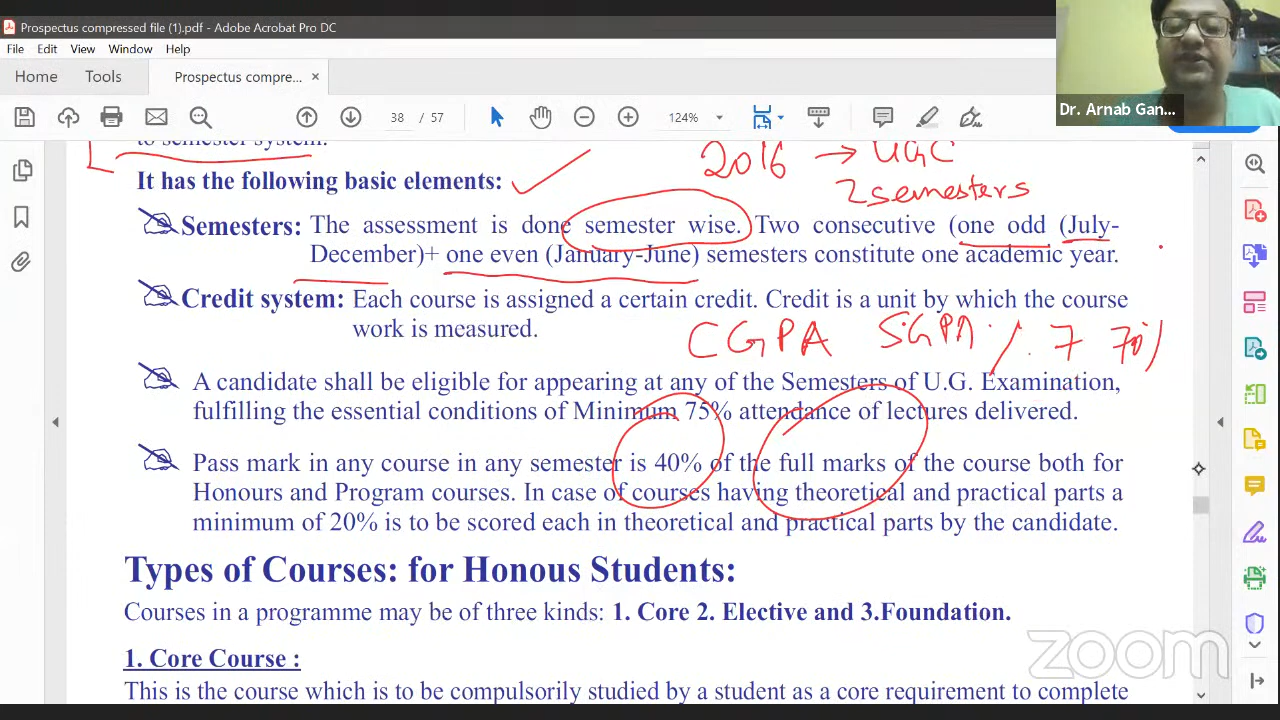 Prospectus compressed file (1).pdf - Adobe Acrobat Pro DC
File Edit View Window Help
Home Tools Prospectus compre... ×
38 / 57 124%
Dr. Arnab Gan...
to semester system.
2016 → UGC
It has the following basic elements:
2 semesters
Semesters: The assessment is done semester wise. Two consecutive (one odd (July-
December)+ one even (January-June) semesters constitute one academic year.
Credit system: Each course is assigned a certain credit. Credit is a unit by which the course
work is measured.
CGPA SGPA % 7 70%
A candidate shall be eligible for appearing at any of the Semesters of U.G. Examination,
fulfilling the essential conditions of Minimum 75% attendance of lectures delivered.
Pass mark in any course in any semester is 40% of the full marks of the course both for
Honours and Program courses. In case of courses having theoretical and practical parts a
minimum of 20% is to be scored each in theoretical and practical parts by the candidate.
Types of Courses: for Honous Students:
Courses in a programme may be of three kinds: 1. Core 2. Elective and 3.Foundation.
1. Core Course :
zoom
This is the course which is to be compulsorily studied by a student as a core requirement to complete